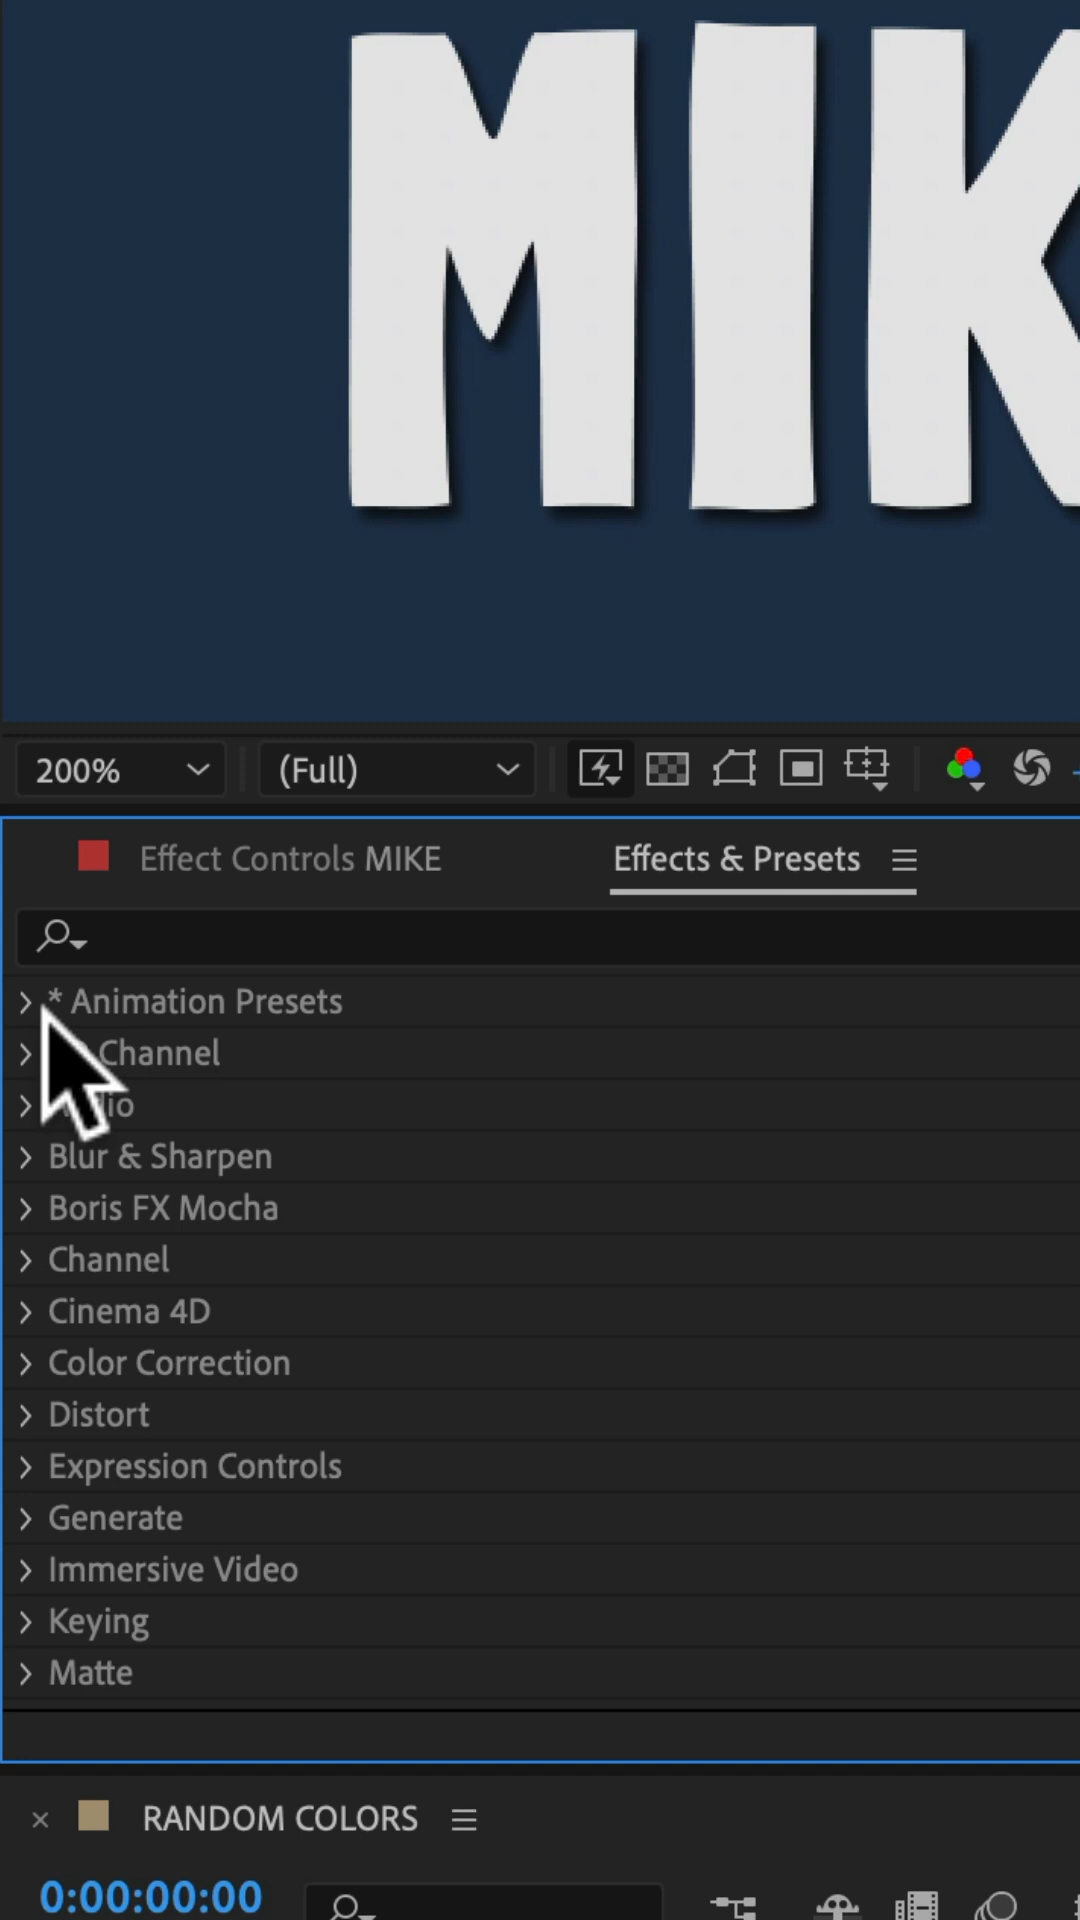 MIK
200% (Full)
Effect Controls MIKE Effects & Presets
* Animation Presets
Channel
Blur & Sharpen
Boris FX Mocha
Channel
Cinema 4D
Color Correction
Distort
Expression Controls
Generate
Immersive Video
Keying
Matte
RANDOM COLORS
0:00:00:00